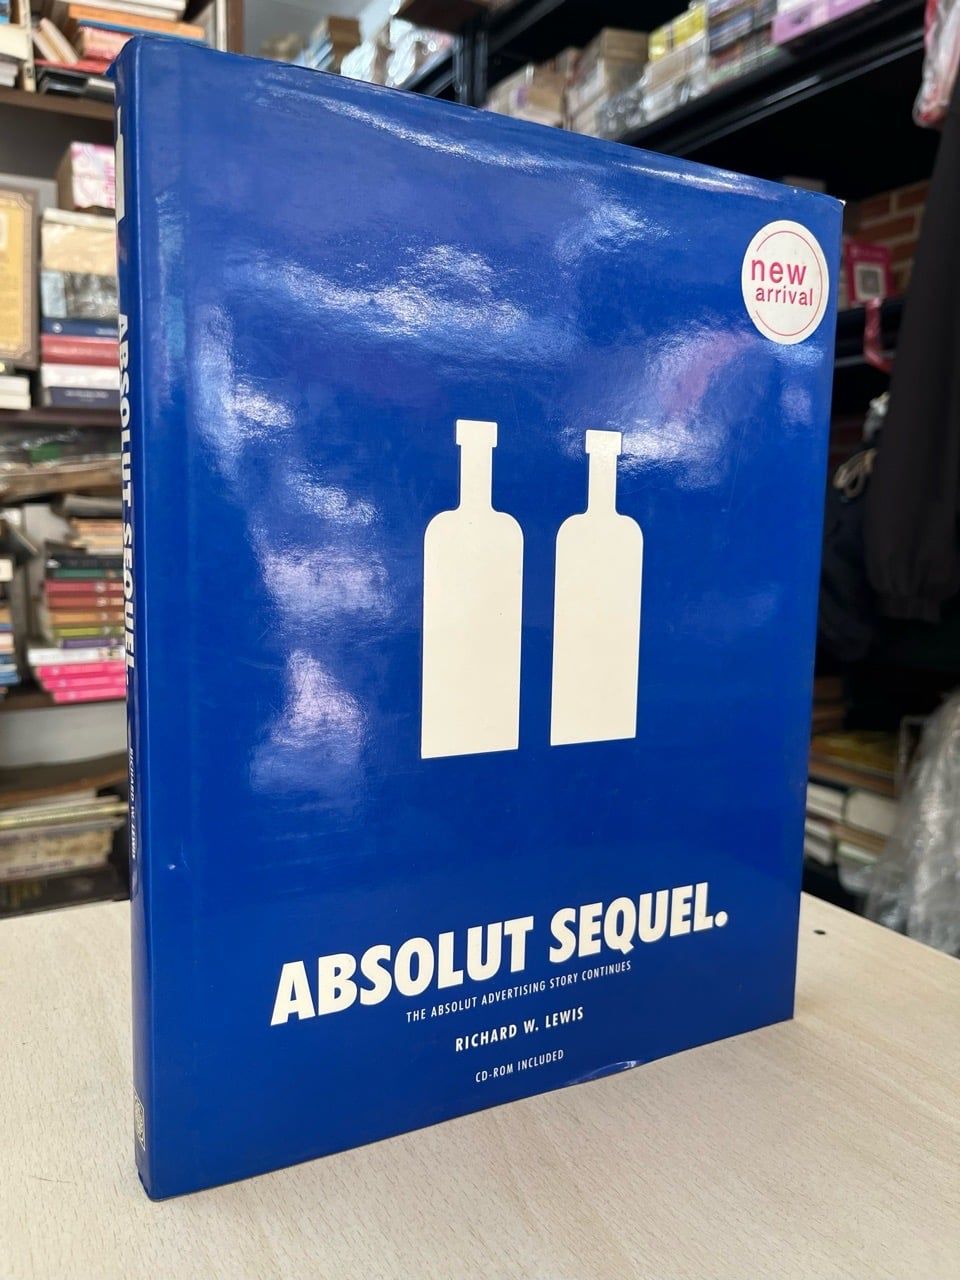 new
arrival
ABSOLUT SEQUEL.
THE ABSOLUT ADVERTISING STORY CONTINUES
RICHARD W. LEWIS
CD-ROM INCLUDED
ABSOLUT SEQUEL.
RICHARD W. LEWIS